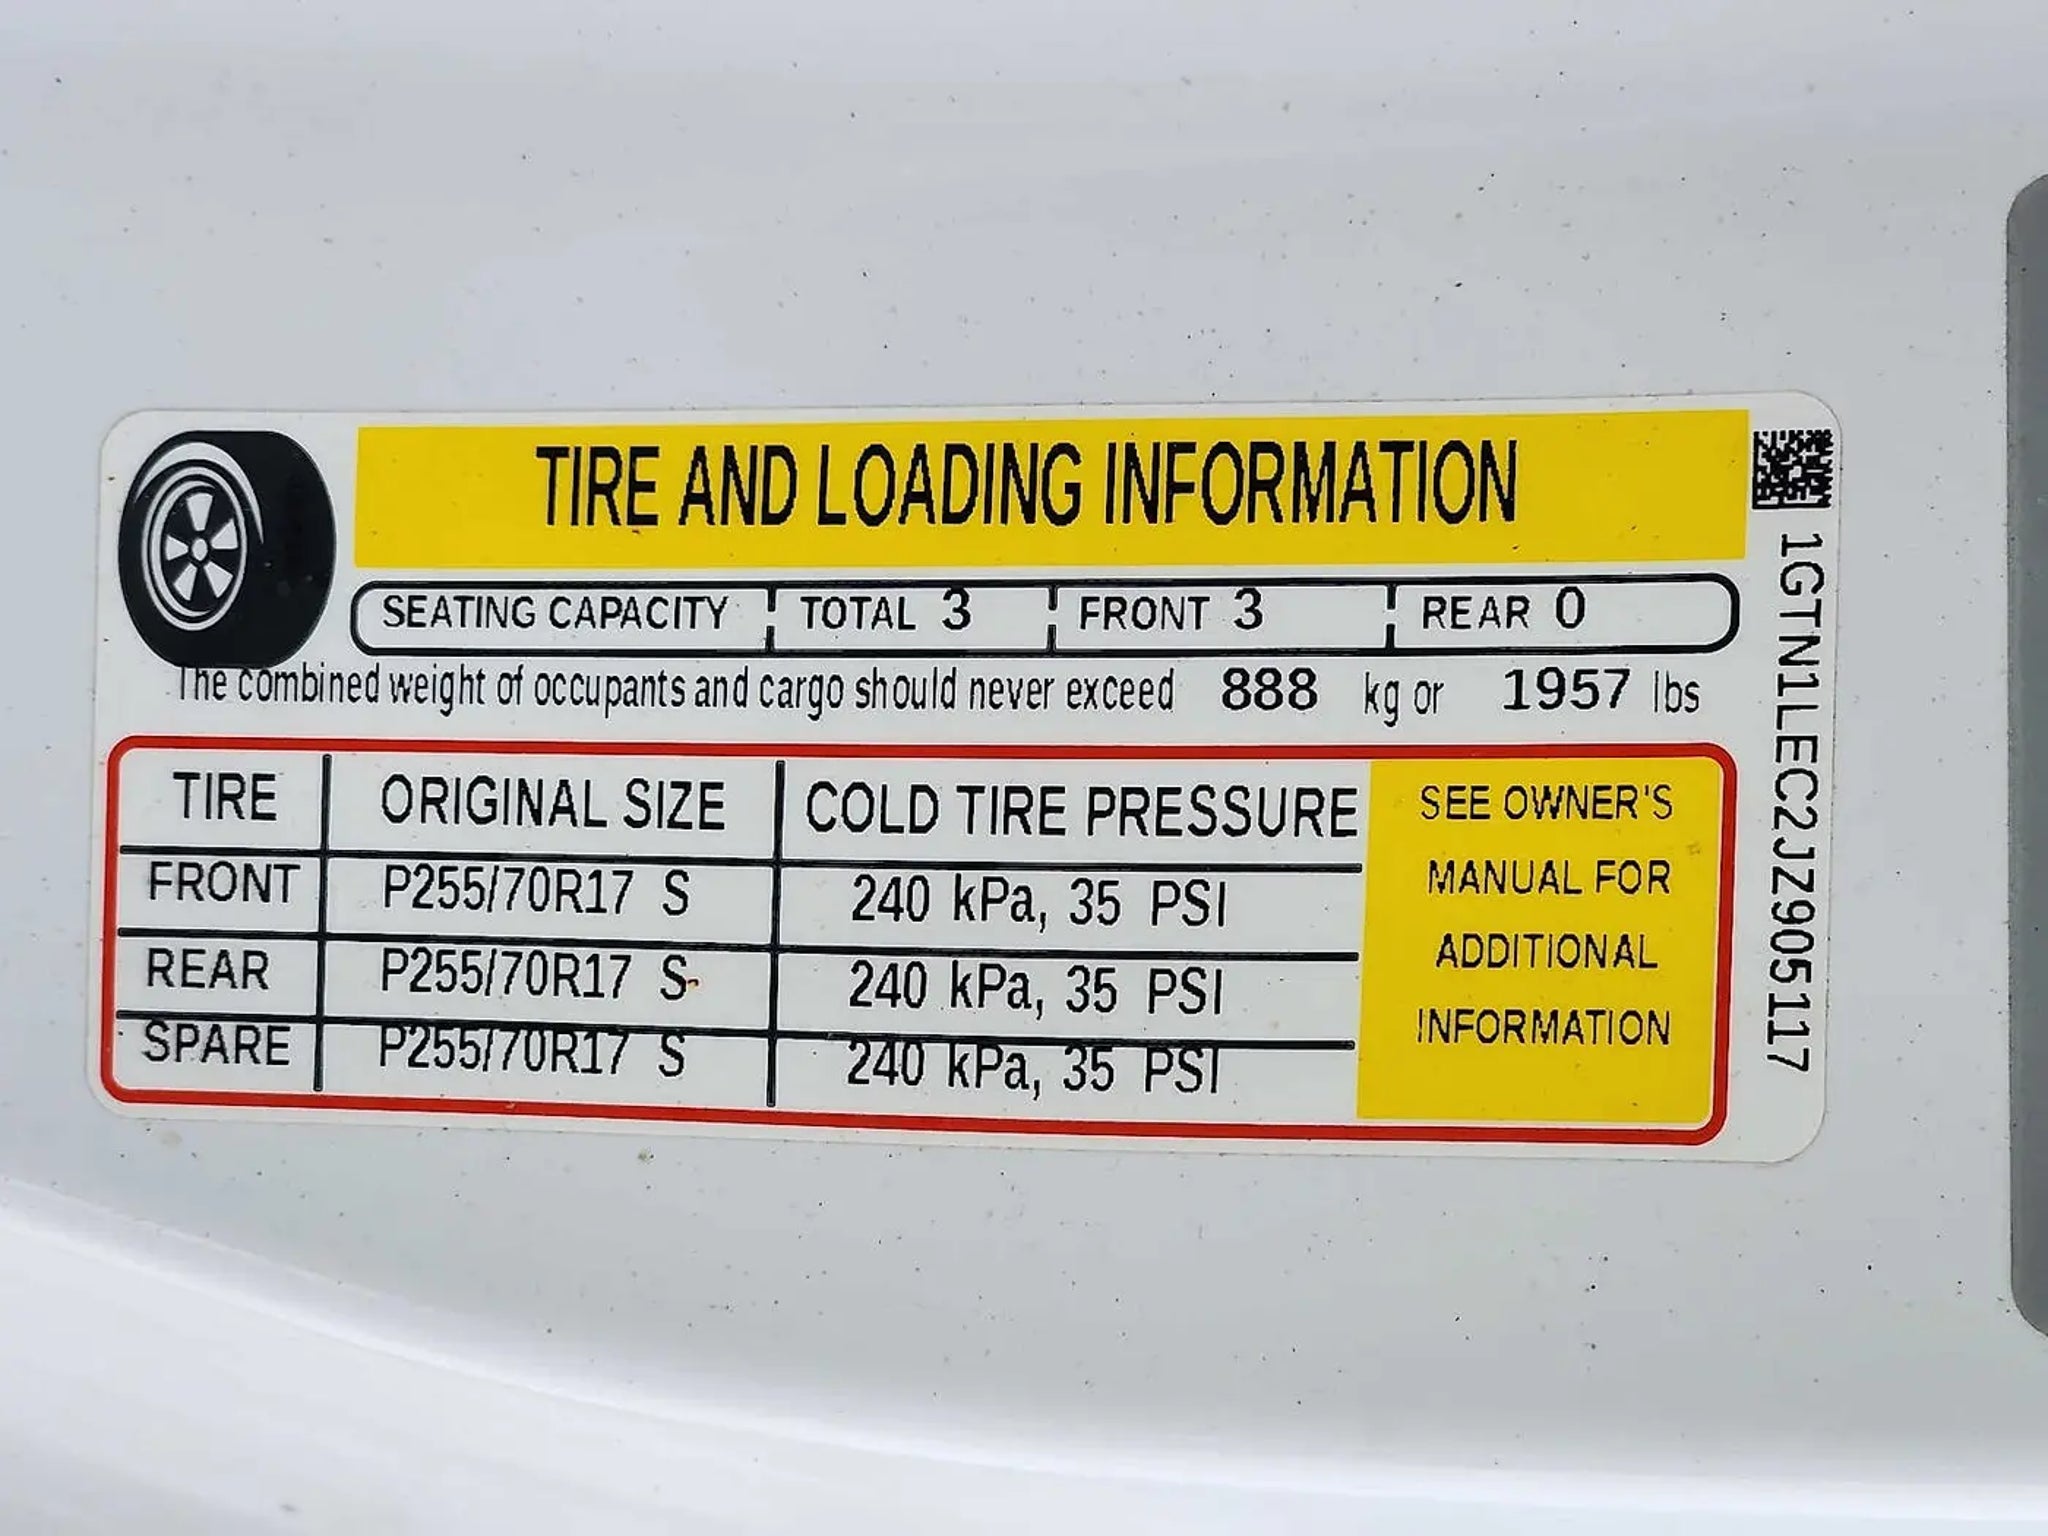 TIRE AND LOADING INFORMATION
SEATING CAPACITY TOTAL 3 FRONT 3 REAR 0
The combined weight of occupants and cargo should never exceed 888 kg or 1957 lbs
TIRE ORIGINAL SIZE COLD TIRE PRESSURE
FRONT P255/70R17 S 240 kPa, 35 PSI
REAR P255/70R17 S 240 kPa, 35 PSI
SPARE P255/70R17 S 240 kPa, 35 PSI
SEE OWNER'S
MANUAL FOR
ADDITIONAL
INFORMATION
1GTN1LEC2JZ905117